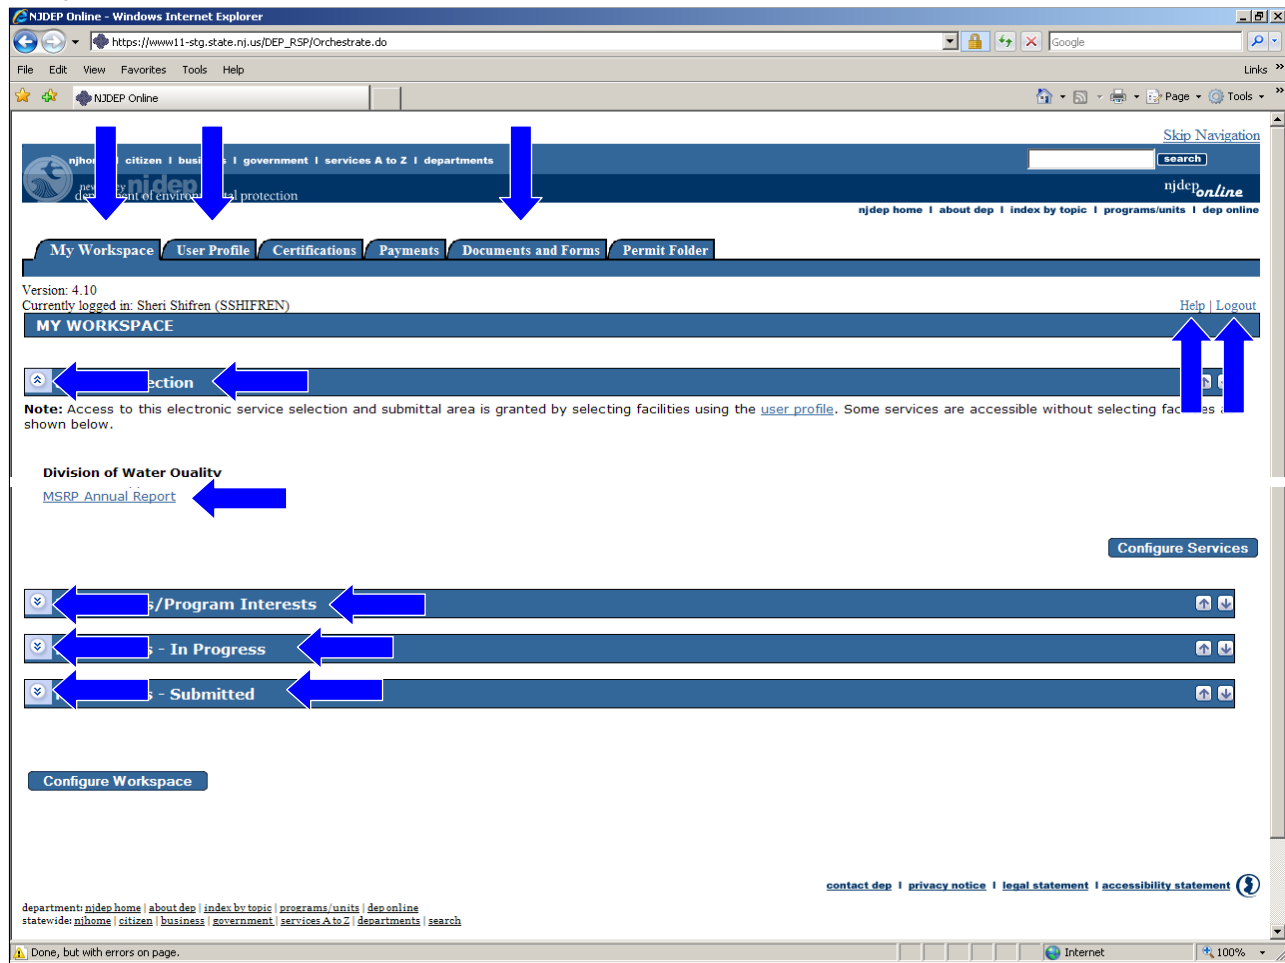 NJDEP Online - Windows Internet Explorer
https://www11-stg.state.nj.us/DEP_RSP/Orchestrate.do
Google
File Edit View Favorites Tools Help
Links »
NJDEP Online
Page Tools »
Skip Navigation
citizen | government | services A to Z | departments
search
njdep
protection
njdep online
njdep home | about dep | index by topic | programs/units | dep online
My Workspace User Profile Certifications Payments Documents and Forms Permit Folder
Version: 4.10
Currently logged in: Sheri Shifren (SSHIFREN)
Help | Logout
MY WORKSPACE
ection
Note: Access to this electronic service selection and submittal area is granted by selecting facilities using the user profile. Some services are accessible without selecting
shown below.
Division of Water Quality
MSRP Annual Report
Configure Services
/Program Interests
- In Progress
- Submitted
Configure Workspace
contact dep | privacy notice | legal statement | accessibility statement
department: njdep home | about dep | index by topic | programs/units | dep online
statewide: njhome | citizen | business | government | services A to Z | departments | search
Done, but with errors on page.
Internet
100%